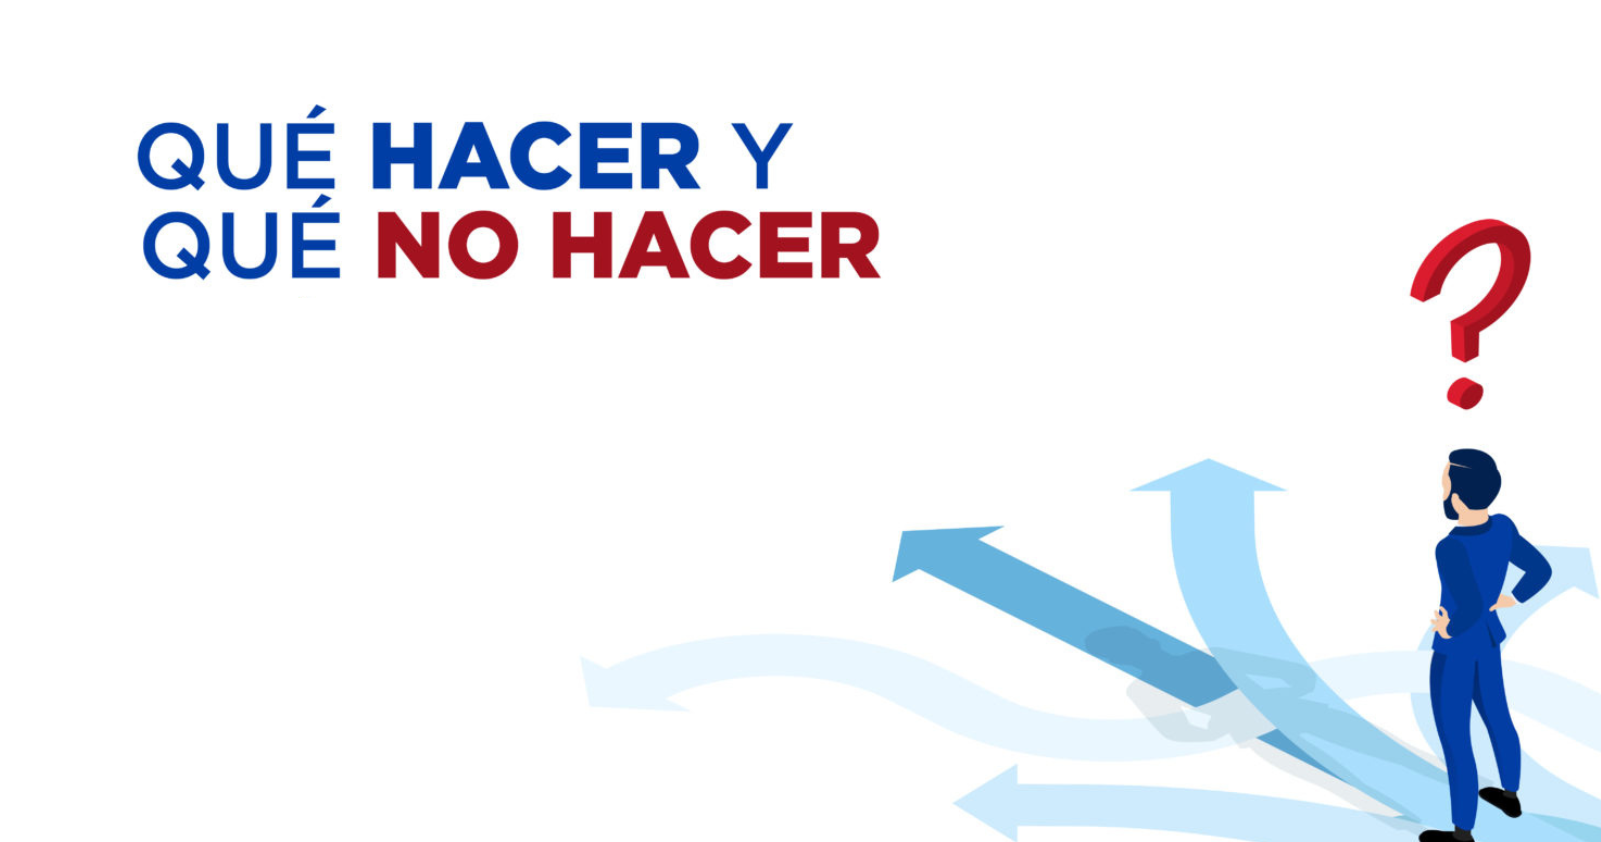 QUÉ HACER Y
QUÉ NO HACER
?